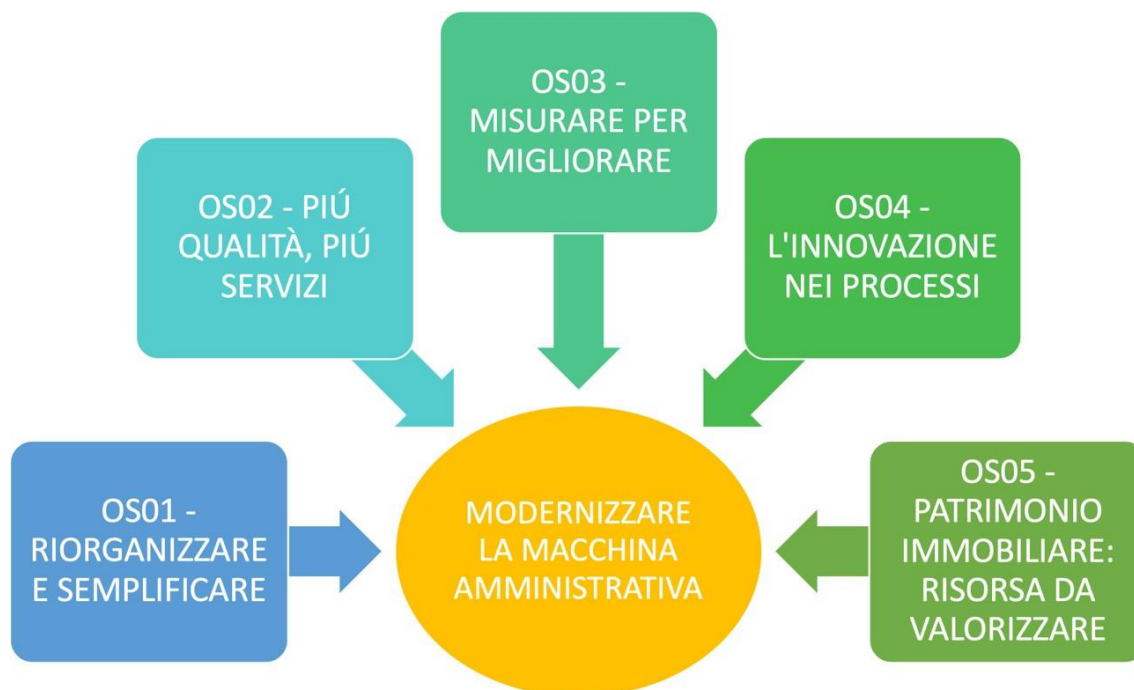 OS01 -
RIORGANIZZARE
E SEMPLIFICARE
OS02 - PIÚ
QUALITÀ, PIÚ
SERVIZI
OS03 -
MISURARE PER
MIGLIORARE
OS04 -
L'INNOVAZIONE
NEI PROCESSI
OS05 -
PATRIMONIO
IMMOBILIARE:
RISORSA DA
VALORIZZARE
MODERNIZZARE
LA MACCHINA
AMMINISTRATIVA